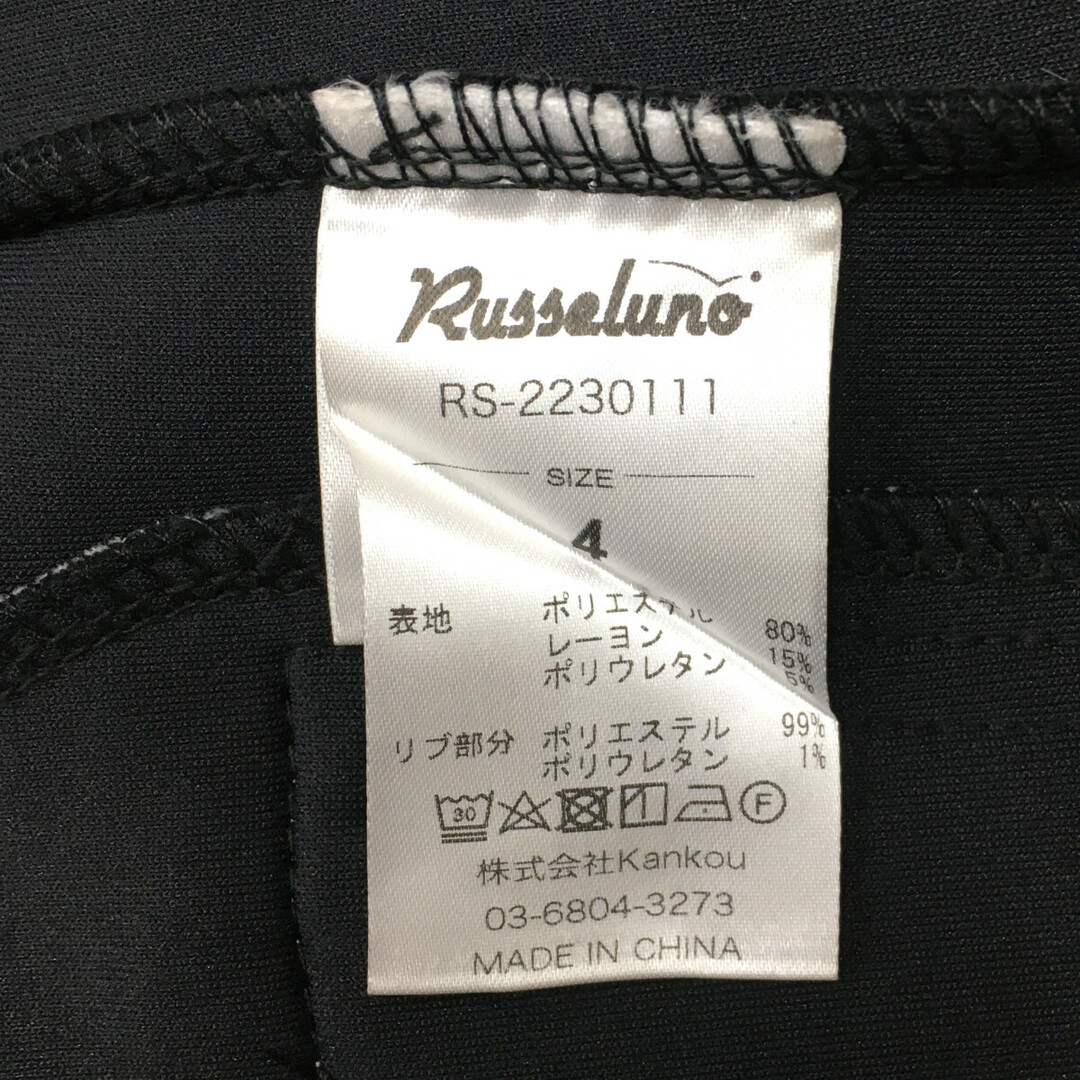 Russeluno
RS-2230111
SIZE
4
表地 ポリエステル 80%
レーヨン 15%
ポリウレタン 5%
リブ部分 ポリエステル 99%
ポリウレタン 1%
30 F
株式会社Kankou
03-6804-3273
MADE IN CHINA